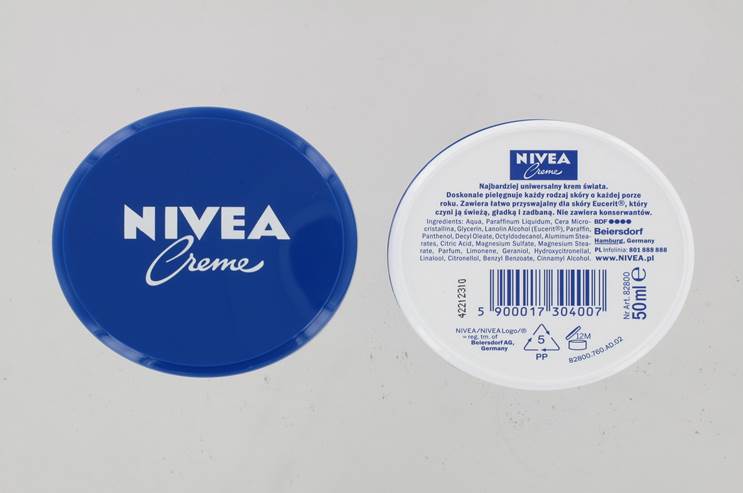 NIVEA
Creme
NIVEA
Creme
Najbardziej uniwersalny krem świata.
Doskonale pielęgnuje każdy rodzaj skóry o każdej porze
roku. Zawiera łatwo przyswajalny dla skóry Eucerit®, który
czyni ją świeżą, gładką i zadbaną. Nie zawiera konserwantów.
Ingredients: Aqua, Paraffinum Liquidum, Cera Micro-
cristallina, Glycerin, Lanolin Alcohol (Eucerit®), Paraffin,
Panthenol, Decyl Oleate, Octyldodecanol, Aluminum Stea-
rates, Citric Acid, Magnesium Sulfate, Magnesium Stea-
rate, Parfum, Limonene, Geraniol, Hydroxycitronellal,
Linalool, Citronellol, Benzyl Benzoate, Cinnamyl Alcohol.
BDF ●●●●
Beiersdorf
Hamburg, Germany
PL Infolinia: 801 888 888
www.NIVEA.pl
42212310
5 900017 304007
Nr Art. 82800
50ml e
NIVEA/NIVEA Logo/®
= reg. tm. of
Beiersdorf AG,
Germany
5
PP
12M
82800.760.AD.02